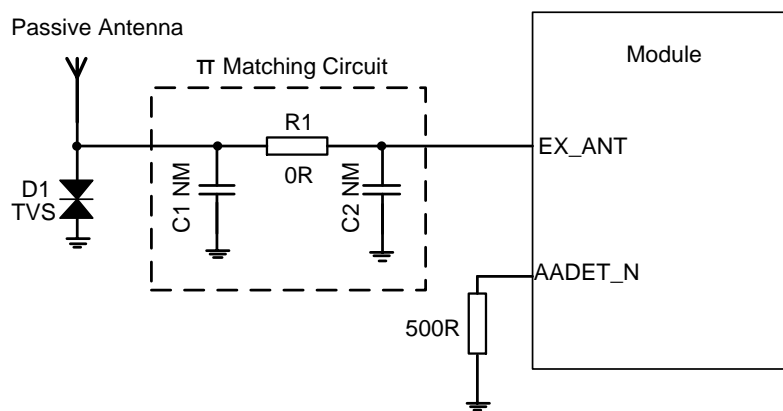 Passive Antenna
π Matching Circuit
Module
R1
0R
EX_ANT
D1
TVS
C1 NM
C2 NM
AADET_N
500R